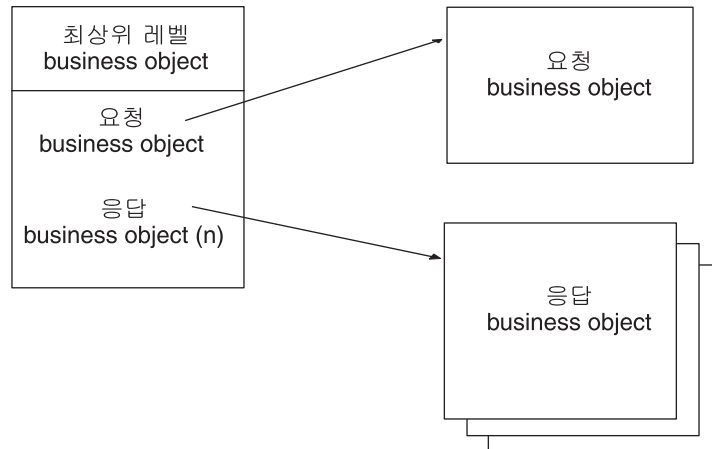 최상위 레벨
business object
요청
business object
응답
business object (n)
요청
business object
응답
business object